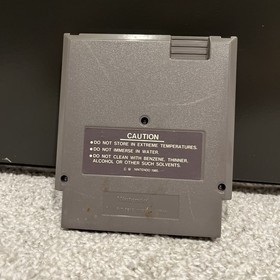 CAUTION
●DO NOT STORE IN EXTREME TEMPERATURES.
●DO NOT IMMERSE IN WATER.
●DO NOT CLEAN WITH BENZENE, THINNER,
ALCOHOL OR OTHER SUCH SOLVENTS.
NINTENDO